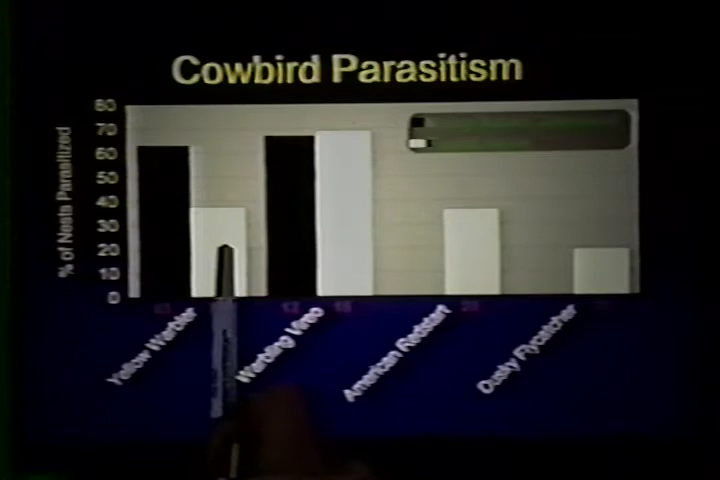 Cowbird Parasitism
% of Nests Parasitized
80
70
60
50
40
30
20
10
0
Yellow Warbler
Warbling Vireo
American Redstart
Dusky Flycatcher